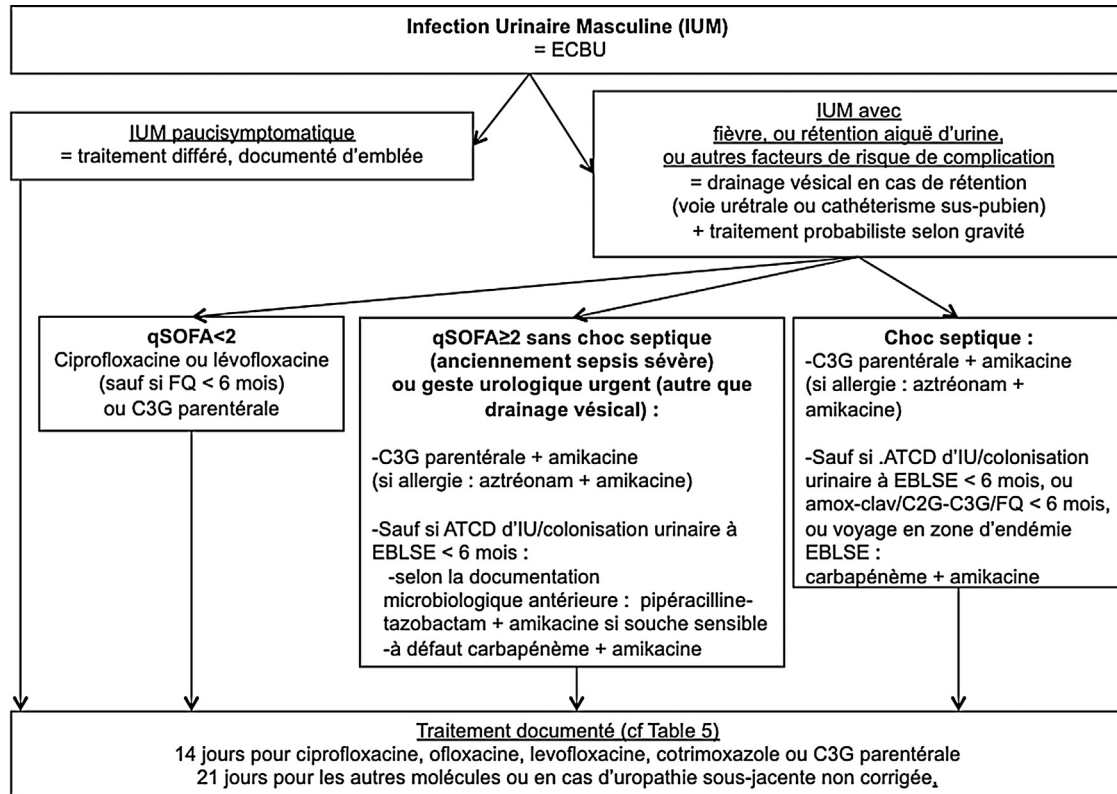 Infection Urinaire Masculine (IUM)
= ECBU
IUM paucisymptomatique
= traitement différé, documenté d'emblée
IUM avec
fièvre, ou rétention aiguë d'urine,
ou autres facteurs de risque de complication
= drainage vésical en cas de rétention
(voie urétrale ou cathéterisme sus-pubien)
+ traitement probabiliste selon gravité
qSOFA<2
Ciprofloxacine ou lévofloxacine
(sauf si FQ < 6 mois)
ou C3G parentérale
qSOFA≥2 sans choc septique
(anciennement sepsis sévère)
ou geste urologique urgent (autre que
drainage vésical) :
-C3G parentérale + amikacine
(si allergie : aztréonam + amikacine)
-Sauf si ATCD d'IU/colonisation urinaire à
EBLSE < 6 mois :
-selon la documentation
microbiologique antérieure : pipéracilline-
tazobactam + amikacine si souche sensible
-à défaut carbapénème + amikacine
Choc septique :
-C3G parentérale + amikacine
(si allergie : aztréonam +
amikacine)
-Sauf si .ATCD d'IU/colonisation
urinaire à EBLSE < 6 mois, ou
amox-clav/C2G-C3G/FQ < 6 mois,
ou voyage en zone d'endémie
EBLSE :
carbapénème + amikacine
Traitement documenté (cf Table 5)
14 jours pour ciprofloxacine, ofloxacine, levofloxacine, cotrimoxazole ou C3G parentérale
21 jours pour les autres molécules ou en cas d'uropathie sous-jacente non corrigée.